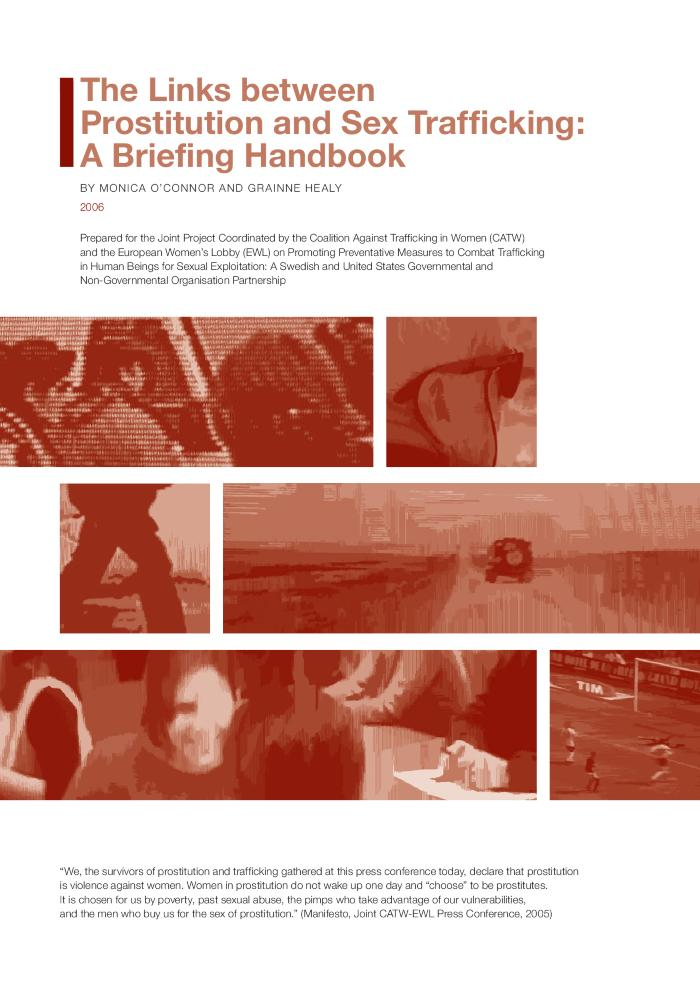 The Links between
Prostitution and Sex Trafficking:
A Briefing Handbook
BY MONICA O'CONNOR AND GRAINNE HEALY
2006
Prepared for the Joint Project Coordinated by the Coalition Against Trafficking in Women (CATW)
and the European Women's Lobby (EWL) on Promoting Preventative Measures to Combat Trafficking
in Human Beings for Sexual Exploitation: A Swedish and United States Governmental and
Non-Governmental Organisation Partnership
TIM
"We, the survivors of prostitution and trafficking gathered at this press conference today, declare that prostitution
is violence against women. Women in prostitution do not wake up one day and "choose" to be prostitutes.
It is chosen for us by poverty, past sexual abuse, the pimps who take advantage of our vulnerabilities,
and the men who buy us for the sex of prostitution." (Manifesto, Joint CATW-EWL Press Conference, 2005)